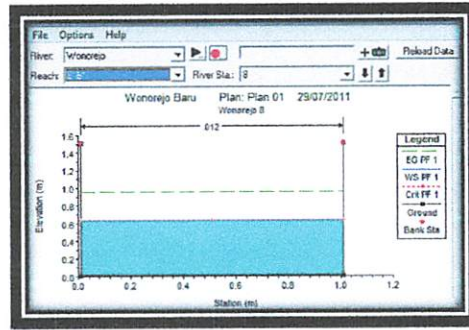 File Options Help
River: Wonorejo Reload Data
Reach: River Sta.: 8
Wonorejo Baru Plan: Plan 01 29/07/2011
Wonorejo 8
.012
Legend
EG PF 1
WS PF 1
Crit PF 1
Ground
Bank Sta
Elevation (m)
1.6
1.4
1.2
1.0
0.8
0.6
0.4
0.2
0.0
0.0 0.2 0.4 0.6 0.8 1.0 1.2
Station (m)